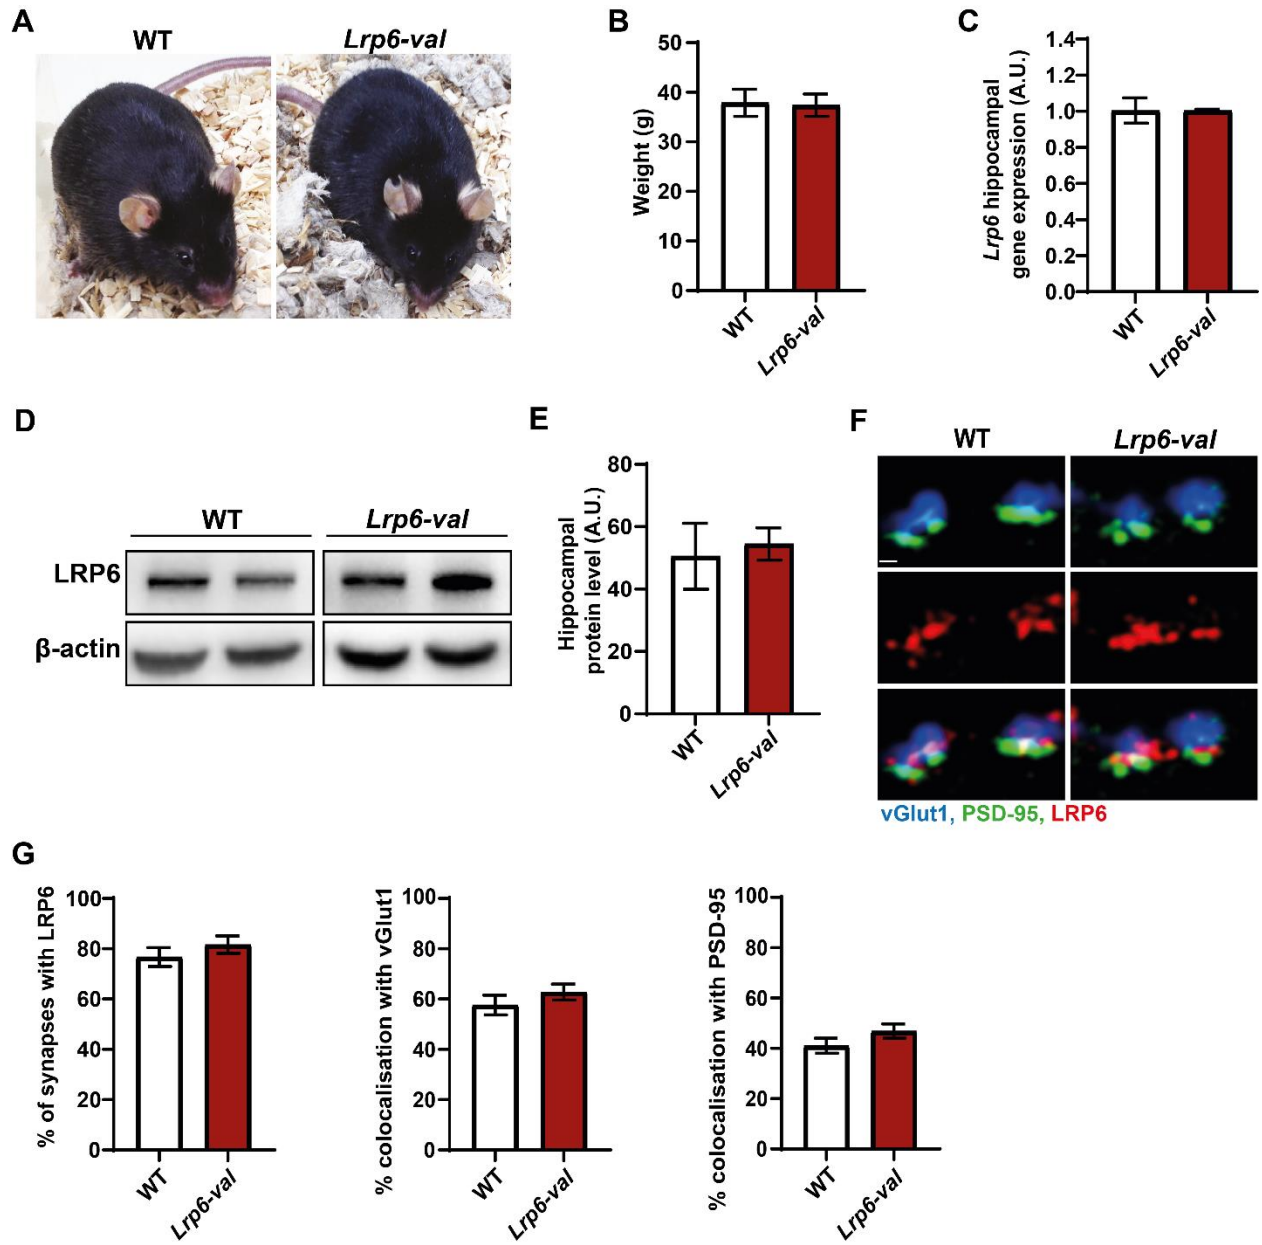 A
WT
Lrp6-val
B
Weight (g)
50
40
30
20
10
0
WT
Lrp6-val
C
Lrp6 hippocampal
gene expression (A.U.)
1.4
1.2
1.0
0.8
0.6
0.4
0.2
0.0
WT
Lrp6-val
D
WT
Lrp6-val
LRP6
β-actin
E
Hippocampal
protein level (A.U.)
80
60
40
20
0
WT
Lrp6-val
F
WT
Lrp6-val
vGlut1, PSD-95, LRP6
G
% of synapses with LRP6
100
80
60
40
20
0
WT
Lrp6-val
% colocalisation with vGlut1
100
80
60
40
20
0
WT
Lrp6-val
% colocalisation with PSD-95
100
80
60
40
20
0
WT
Lrp6-val